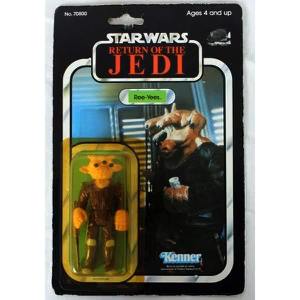 No. 70800
Ages 4 and up
STAR WARS
RETURN OF THE
JEDI
Ree-Yees
Kenner